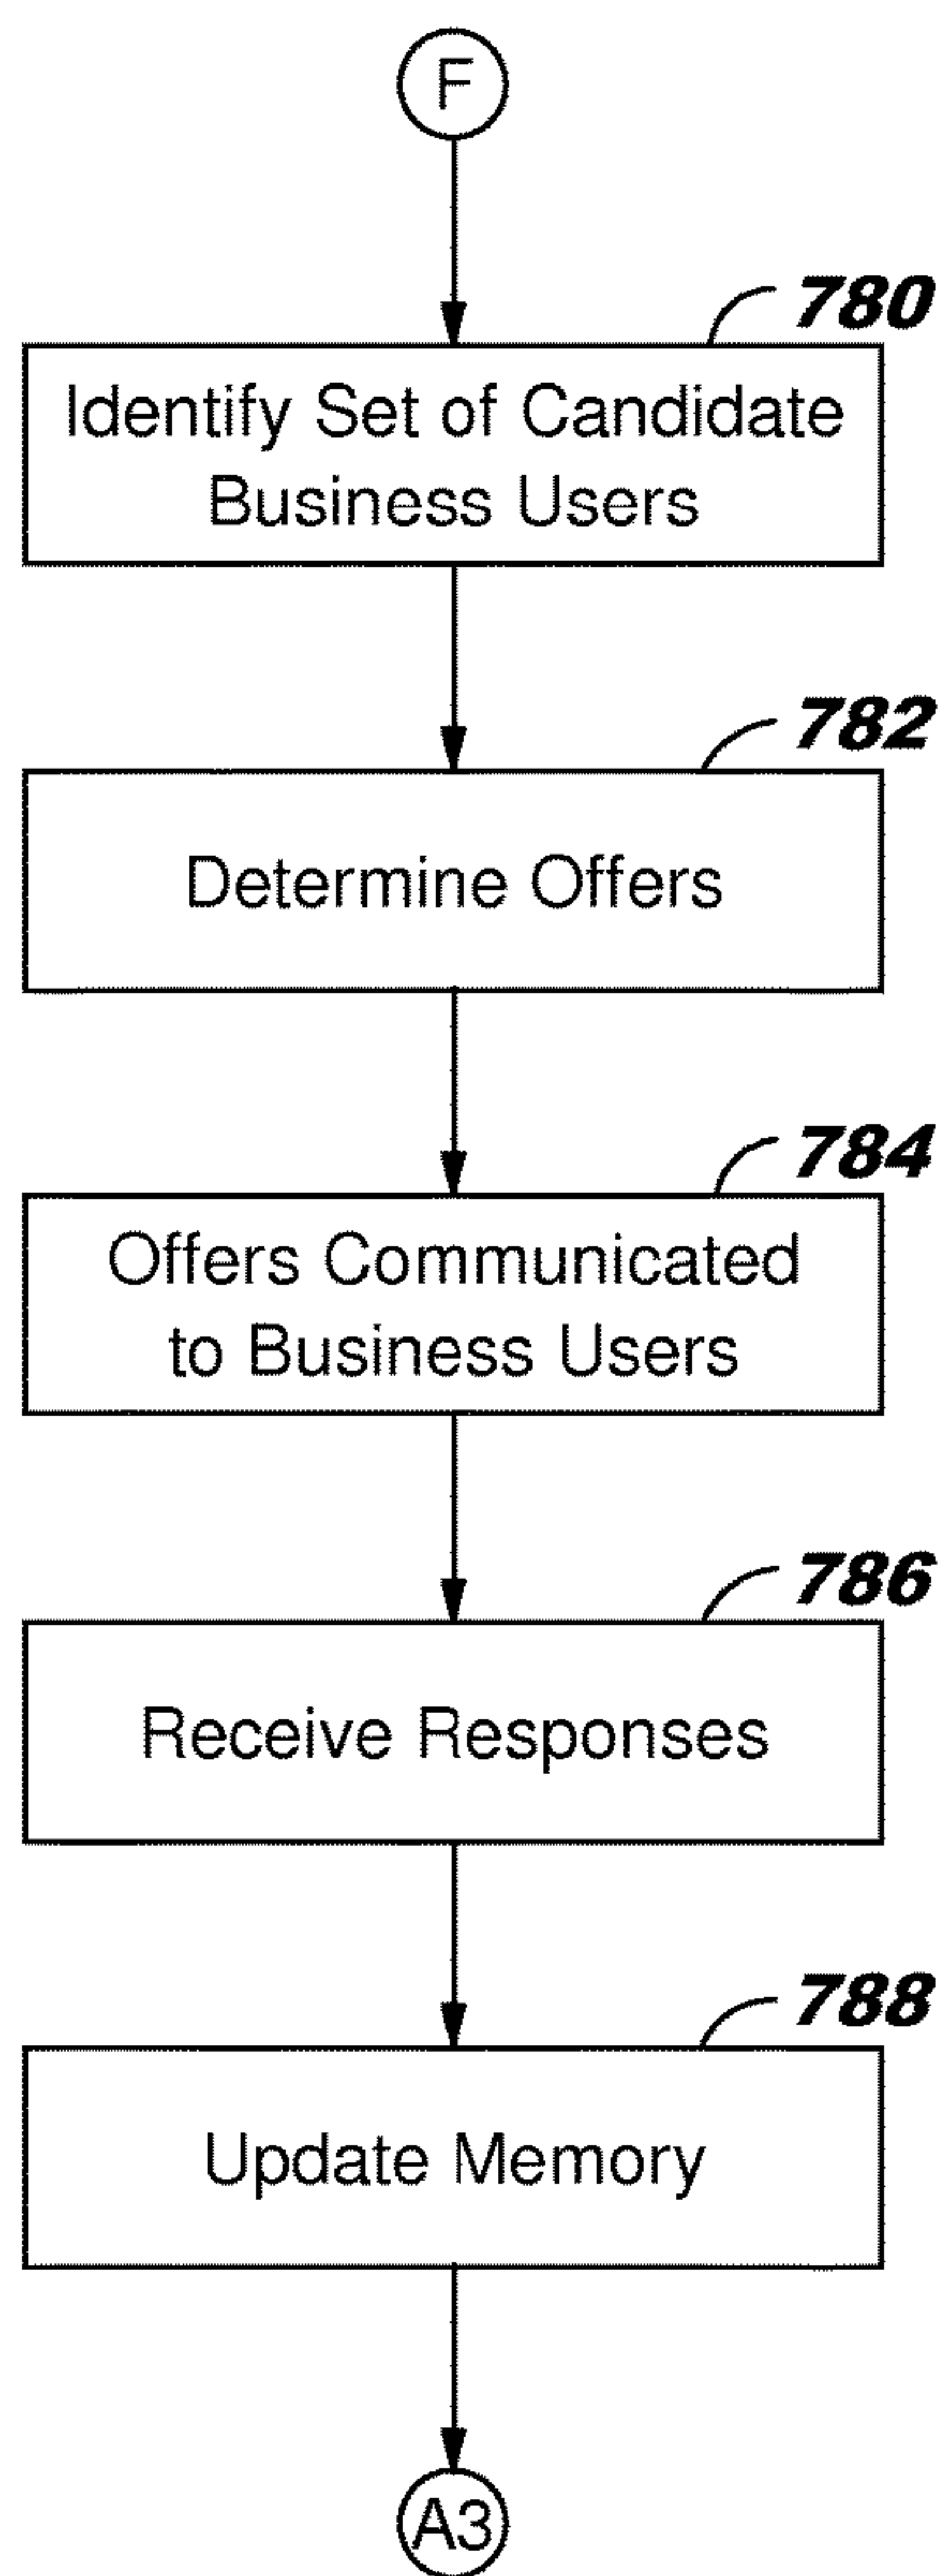 F
780
Identify Set of Candidate
Business Users
782
Determine Offers
784
Offers Communicated
to Business Users
786
Receive Responses
788
Update Memory
A3